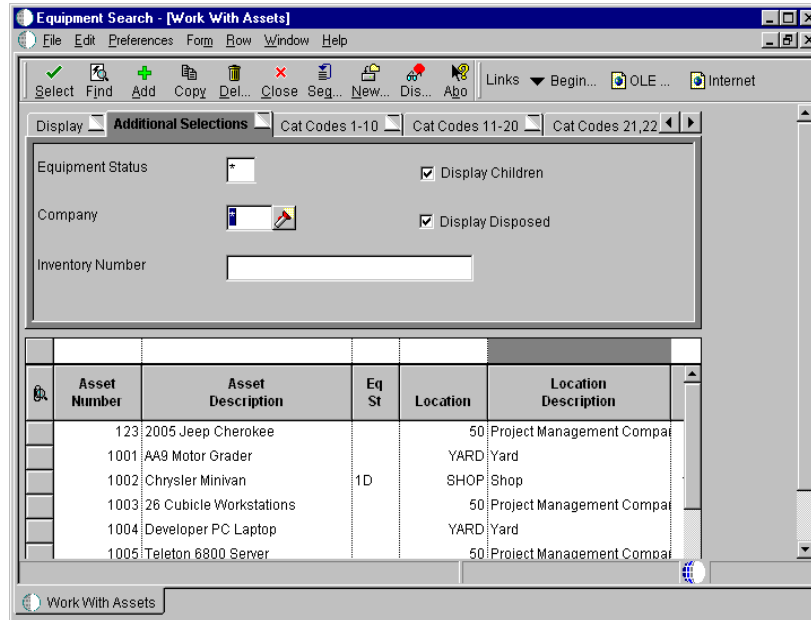 Equipment Search - [Work With Assets]
File Edit Preferences Form Row Window Help
Select Find Add Copy Del... Close Seq... New... Dis... Abo Links Begin... OLE ... Internet
Display Additional Selections Cat Codes 1-10 Cat Codes 11-20 Cat Codes 21,22
Equipment Status * Display Children
Company * Display Disposed
Inventory Number
Asset Number Asset Description Eq St Location Location Description
123 2005 Jeep Cherokee 50 Project Management Compa
1001 AA9 Motor Grader YARD Yard
1002 Chrysler Minivan 1D SHOP Shop
1003 26 Cubicle Workstations 50 Project Management Compa
1004 Developer PC Laptop YARD Yard
1005 Teleton 6800 Server 50 Project Management Compa
Work With Assets